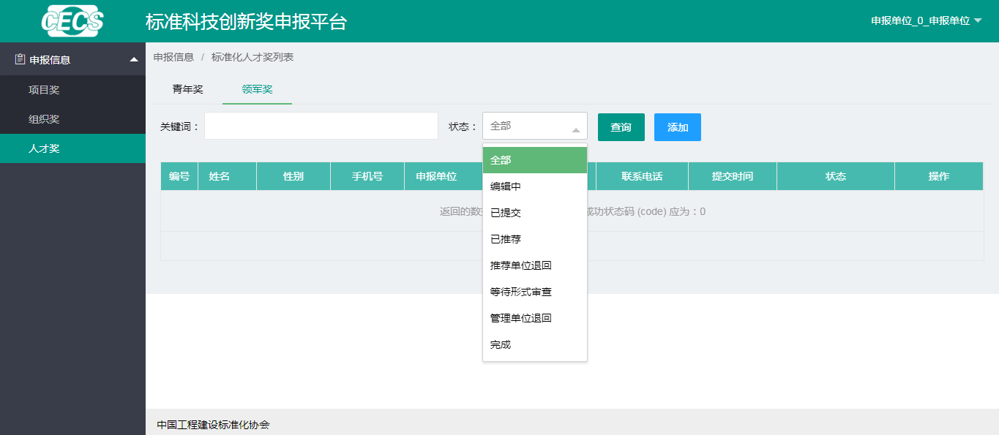 CECS 标准科技创新奖申报平台 申报单位_0_申报单位
申报信息
项目奖
组织奖
人才奖
申报信息 / 标准化人才奖列表
青年奖 领军奖
关键词： 状态： 全部 查询 添加
编号 姓名 性别 手机号 申报单位 联系电话 提交时间 状态 操作
返回的数 成功状态码 (code) 应为：0
全部
编辑中
已提交
已推荐
推荐单位退回
等待形式审查
管理单位退回
完成
中国工程建设标准化协会